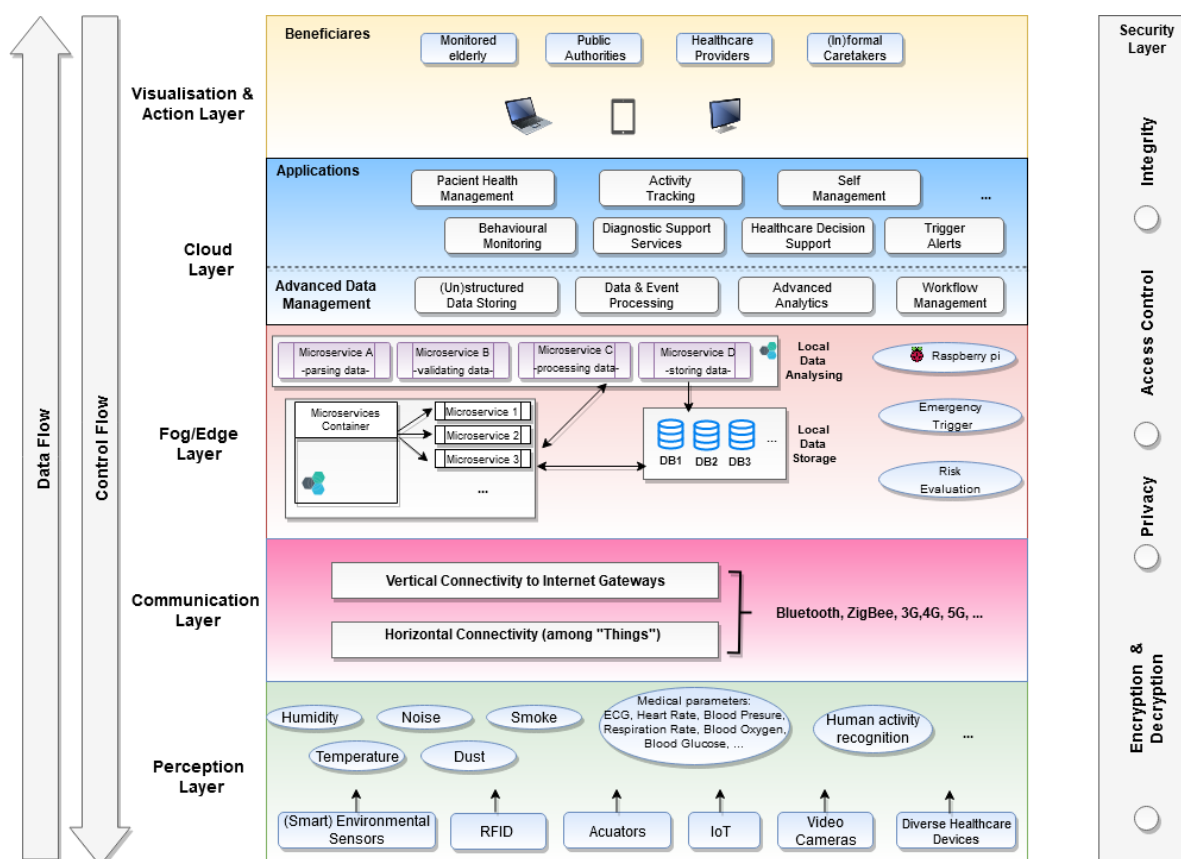 Data Flow
Control Flow
Visualisation &
Action Layer
Beneficiares
Monitored
elderly
Public
Authorities
Healthcare
Providers
(In)formal
Caretakers
Cloud
Layer
Applications
Pacient Health
Management
Activity
Tracking
Self
Management
...
Behavioural
Monitoring
Diagnostic Support
Services
Healthcare Decision
Support
Trigger
Alerts
Advanced Data
Management
(Un)structured
Data Storing
Data & Event
Processing
Advanced
Analytics
Workflow
Management
Fog/Edge
Layer
Microservice A
-parsing data-
Microservice B
-validating data-
Microservice C
-processing data-
Microservice D
-storing data-
Local
Data
Analysing
Raspberry pi
Microservices
Container
Microservice 1
Microservice 2
Microservice 3
...
DB1
DB2
DB3
...
Local
Data
Storage
Emergency
Trigger
Risk
Evaluation
Communication
Layer
Vertical Connectivity to Internet Gateways
Horizontal Connectivity (among "Things")
Bluetooth, ZigBee, 3G,4G, 5G, ...
Perception
Layer
Humidity
Noise
Smoke
Temperature
Dust
Medical parameters:
ECG, Heart Rate, Blood Presure,
Respiration Rate, Blood Oxygen,
Blood Glucose, ...
Human activity
recognition
...
(Smart) Environmental
Sensors
RFID
Acuators
IoT
Video
Cameras
Diverse Healthcare
Devices
Security
Layer
Integrity
Access Control
Privacy
Encryption &
Decryption